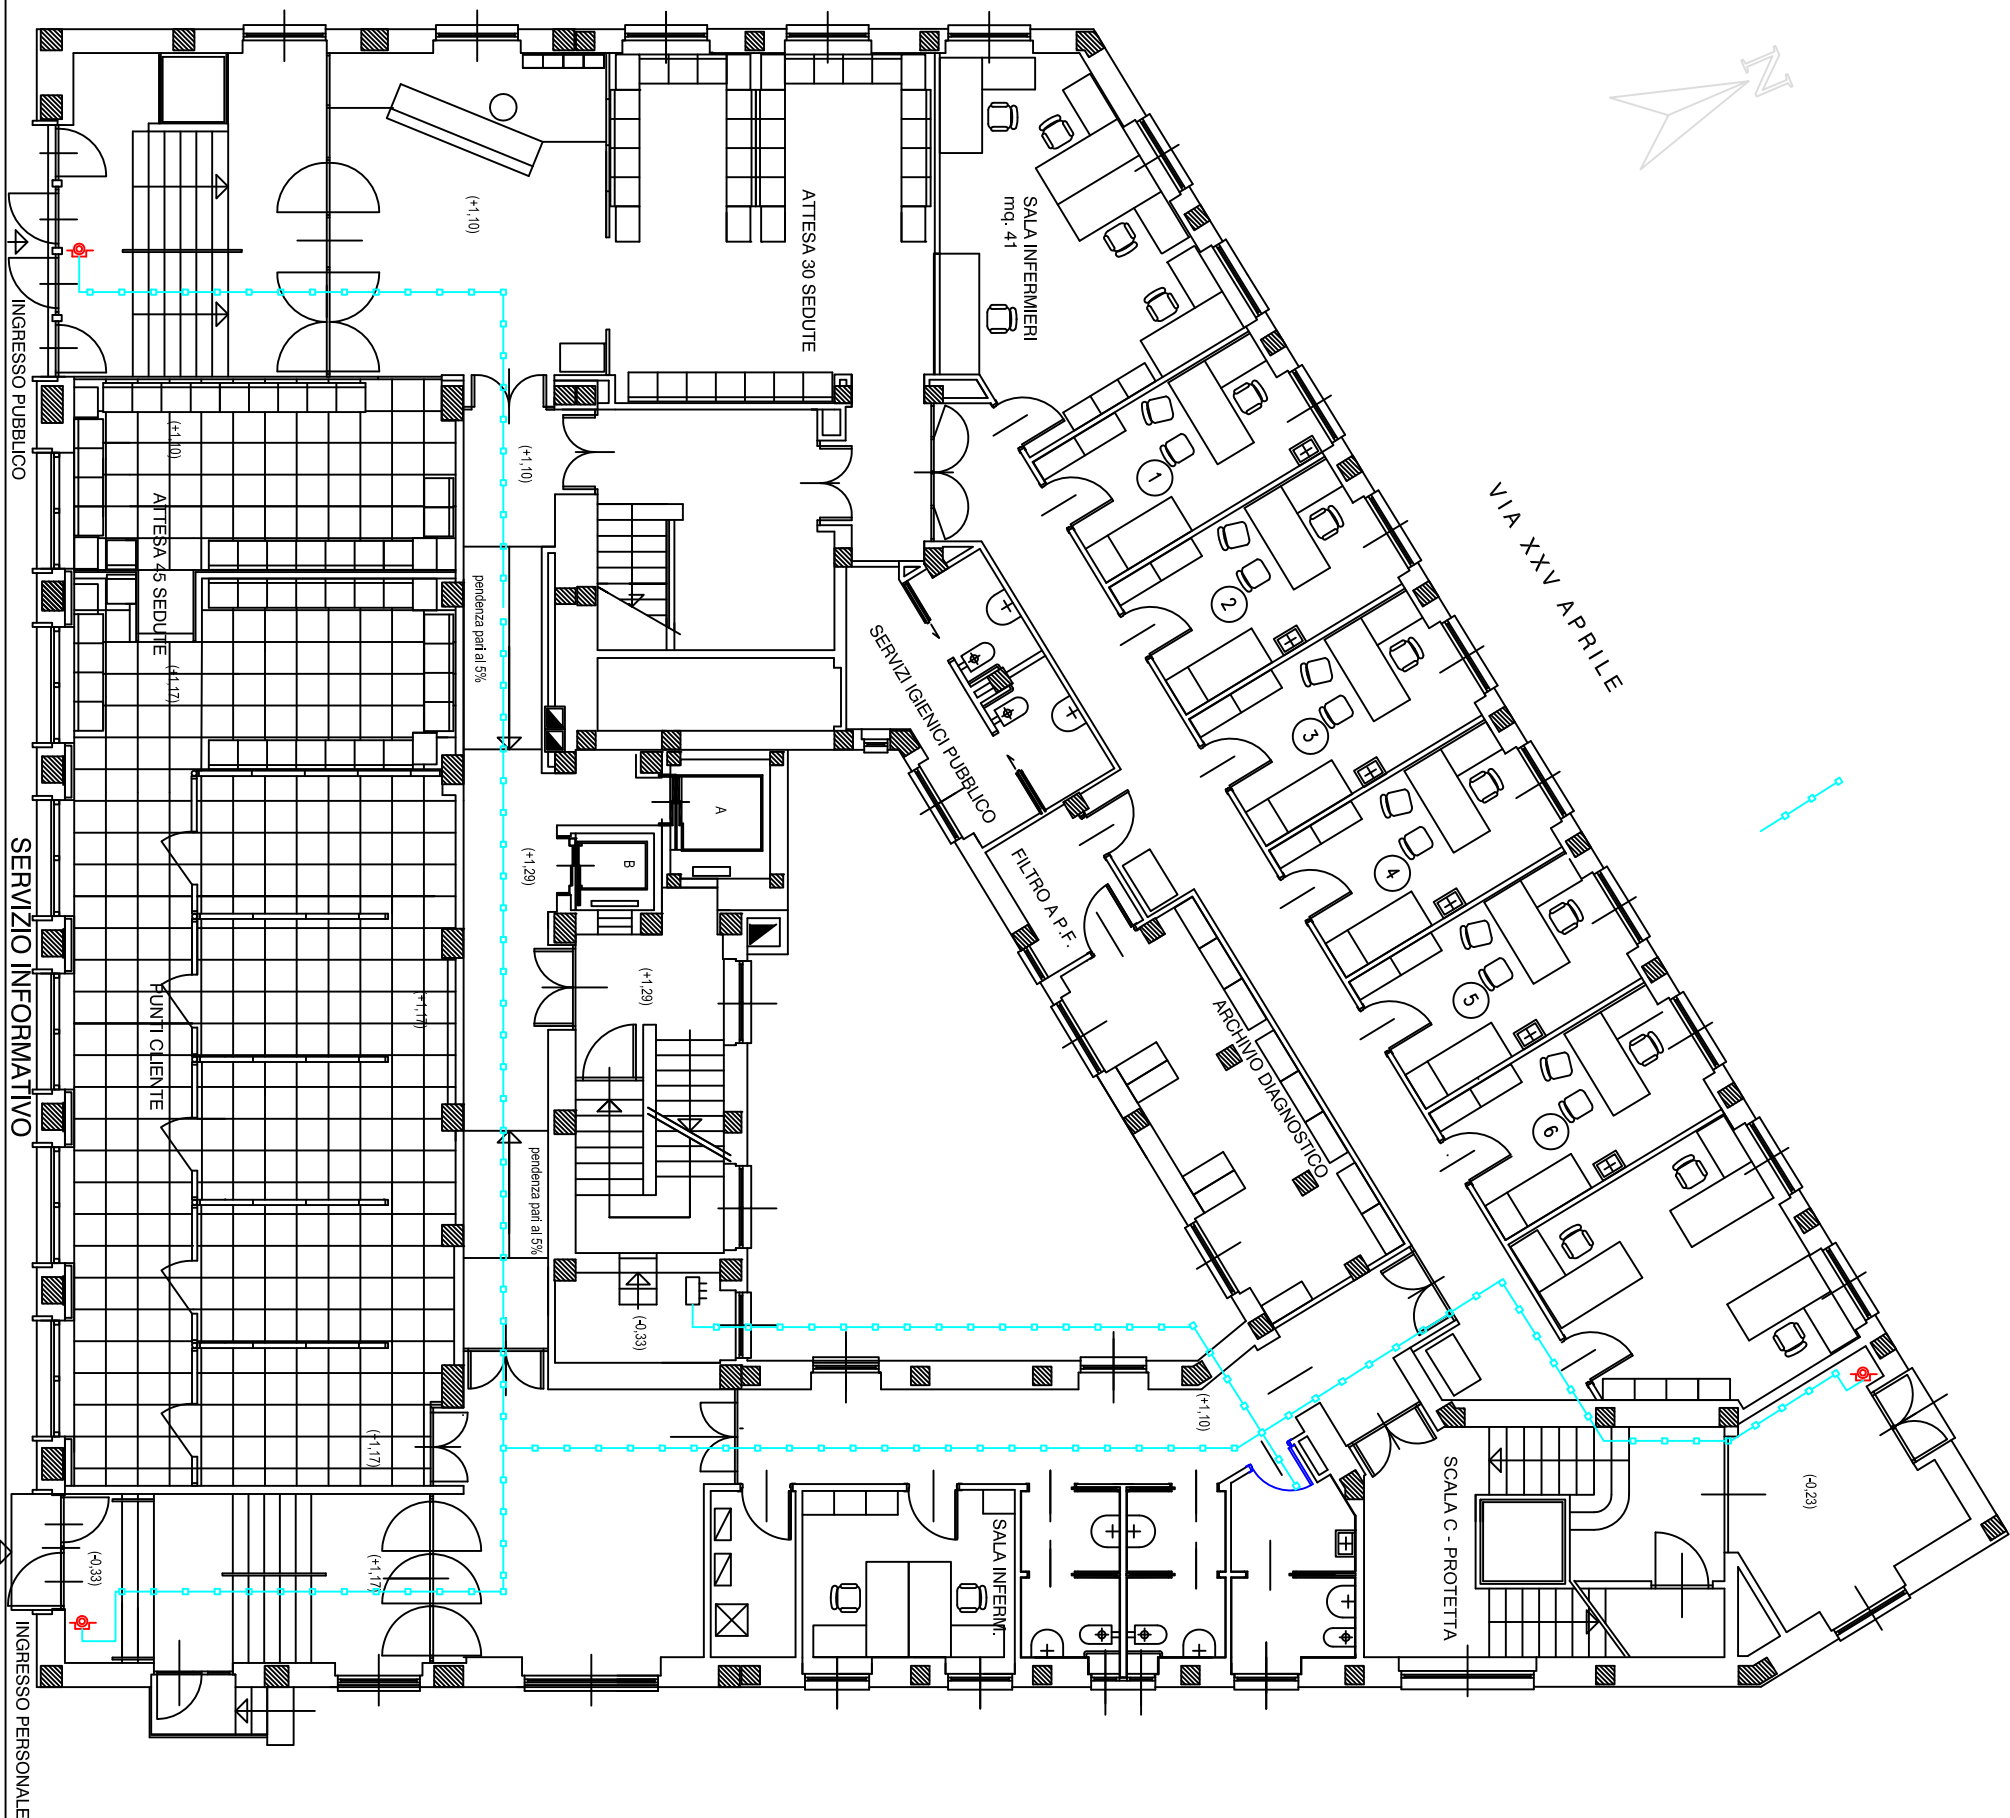 N
VIA XXV APRILE
SALA INFERMIERI
mq. 41
ATTESA 30 SEDUTE
(+1,10)
INGRESSO PUBBLICO
(+1,10)
(+1,10)
ATTESA 45 SEDUTE
pendenza pari al 5%
(+1,17)
SERVIZI IGIENICI PUBBLICO
1
2
3
4
5
6
A
B
(+1,29)
(+1,29)
FILTRO A P.F.
ARCHIVIO DIAGNOSTICO
SERVIZIO INFORMATIVO
PUNTI CLIENTE
(+1,17)
pendenza pari al 5%
(-0,33)
(+1,10)
(-1,17)
SCALA C - PROTETTA
(-0,23)
SALA INFERM.
(-0,33)
(+1,17)
INGRESSO PERSONALE